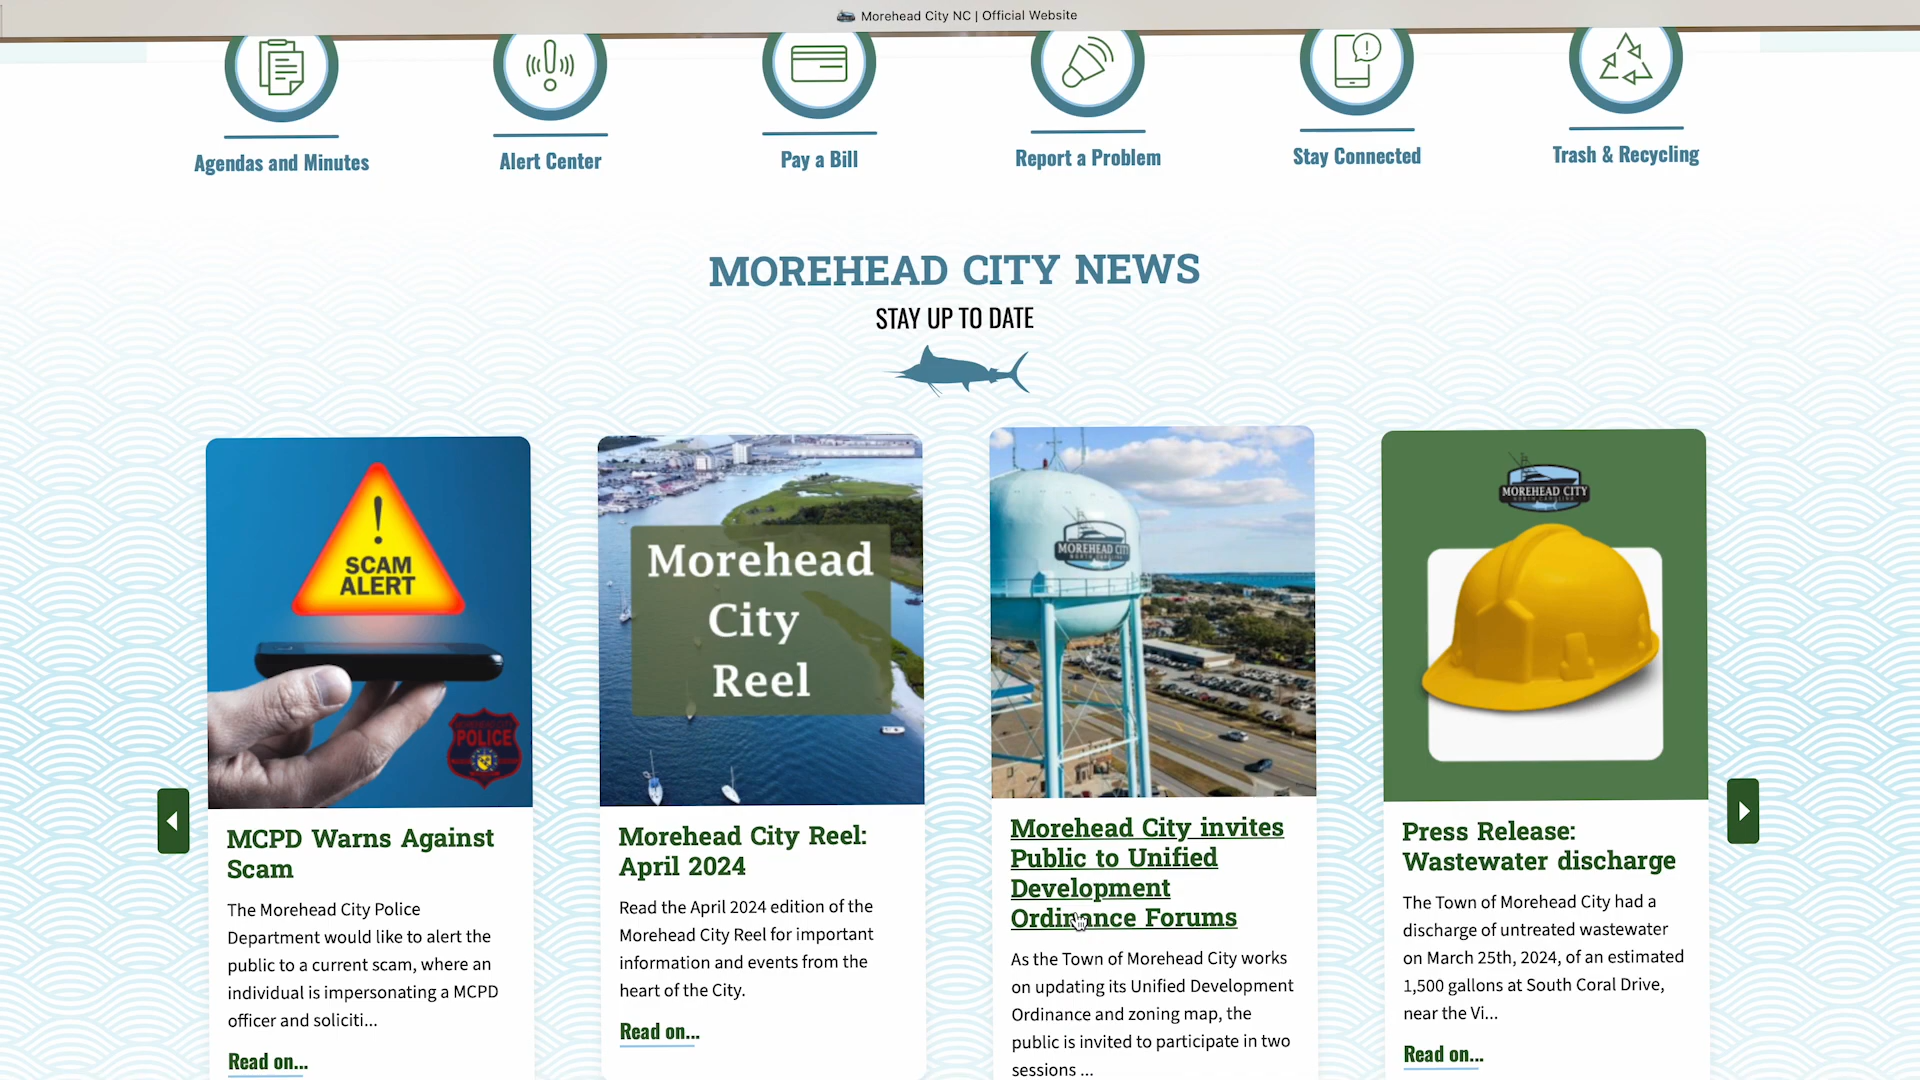 Morehead City NC | Official Website
Agendas and Minutes
Alert Center
Pay a Bill
Report a Problem
Stay Connected
Trash & Recycling
MOREHEAD CITY NEWS
STAY UP TO DATE
!
SCAM
ALERT
POLICE
MCPD Warns Against
Scam
The Morehead City Police
Department would like to alert the
public to a current scam, where an
individual is impersonating a MCPD
officer and soliciti...
Read on...
Morehead
City
Reel
Morehead City Reel:
April 2024
Read the April 2024 edition of the
Morehead City Reel for important
information and events from the
heart of the City.
Read on...
MOREHEAD CITY
NORTH CAROLINA
Morehead City invites
Public to Unified
Development
Ordinance Forums
As the Town of Morehead City works
on updating its Unified Development
Ordinance and zoning map, the
public is invited to participate in two
sessions ...
MOREHEAD CITY
NORTH CAROLINA
Press Release:
Wastewater discharge
The Town of Morehead City had a
discharge of untreated wastewater
on March 25th, 2024, of an estimated
1,500 gallons at South Coral Drive,
near the Vi...
Read on...